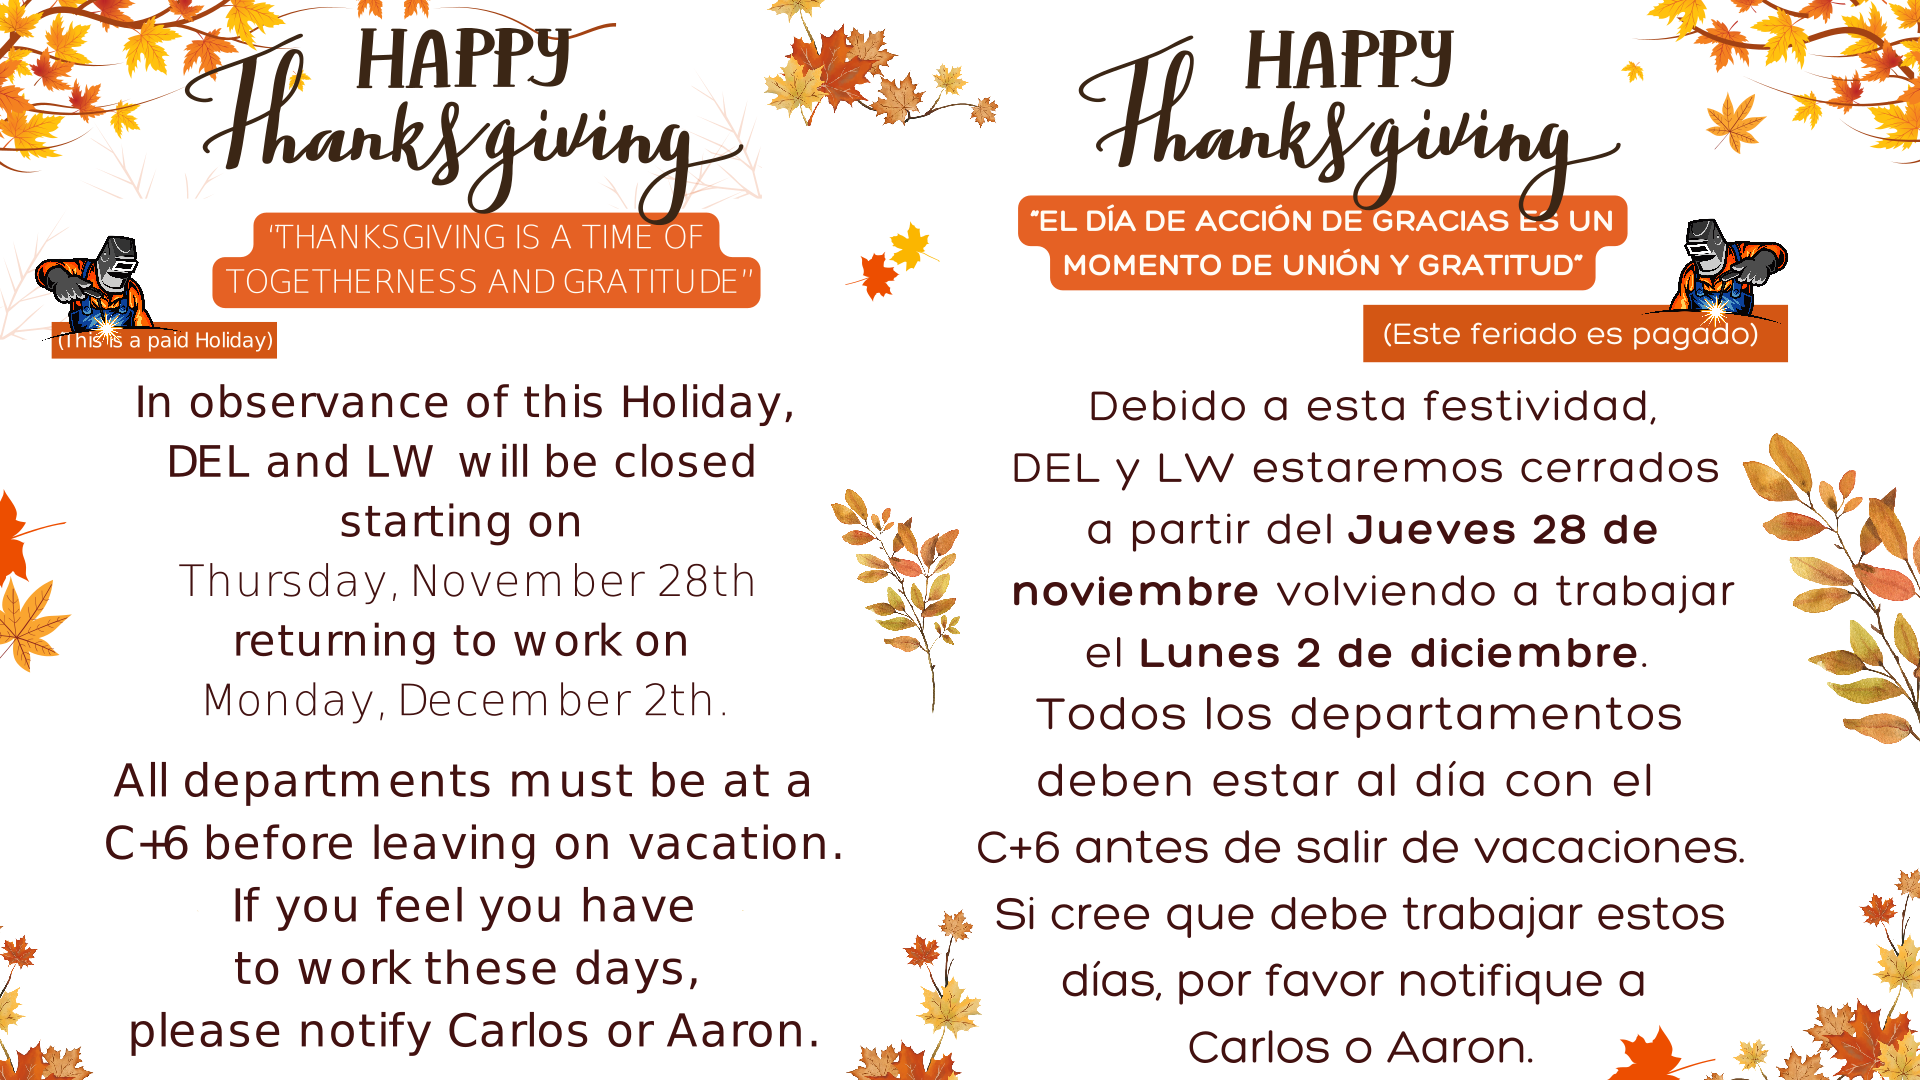 HAPPY
Thanksgiving
“THANKSGIVING IS A TIME OF
TOGETHERNESS AND GRATITUDE”
(This is a paid Holiday)
In observance of this Holiday,
DEL and LW will be closed
starting on
Thursday, November 28th
returning to work on
Monday, December 2th.
All departments must be at a
C+6 before leaving on vacation.
If you feel you have
to work these days,
please notify Carlos or Aaron.
HAPPY
Thanksgiving
“EL DÍA DE ACCIÓN DE GRACIAS ES UN
MOMENTO DE UNIÓN Y GRATITUD”
(Este feriado es pagado)
Debido a esta festividad,
DEL y LW estaremos cerrados
a partir del Jueves 28 de
noviembre volviendo a trabajar
el Lunes 2 de diciembre.
Todos los departamentos
deben estar al día con el
C+6 antes de salir de vacaciones.
Si cree que debe trabajar estos
días, por favor notifique a
Carlos o Aaron.